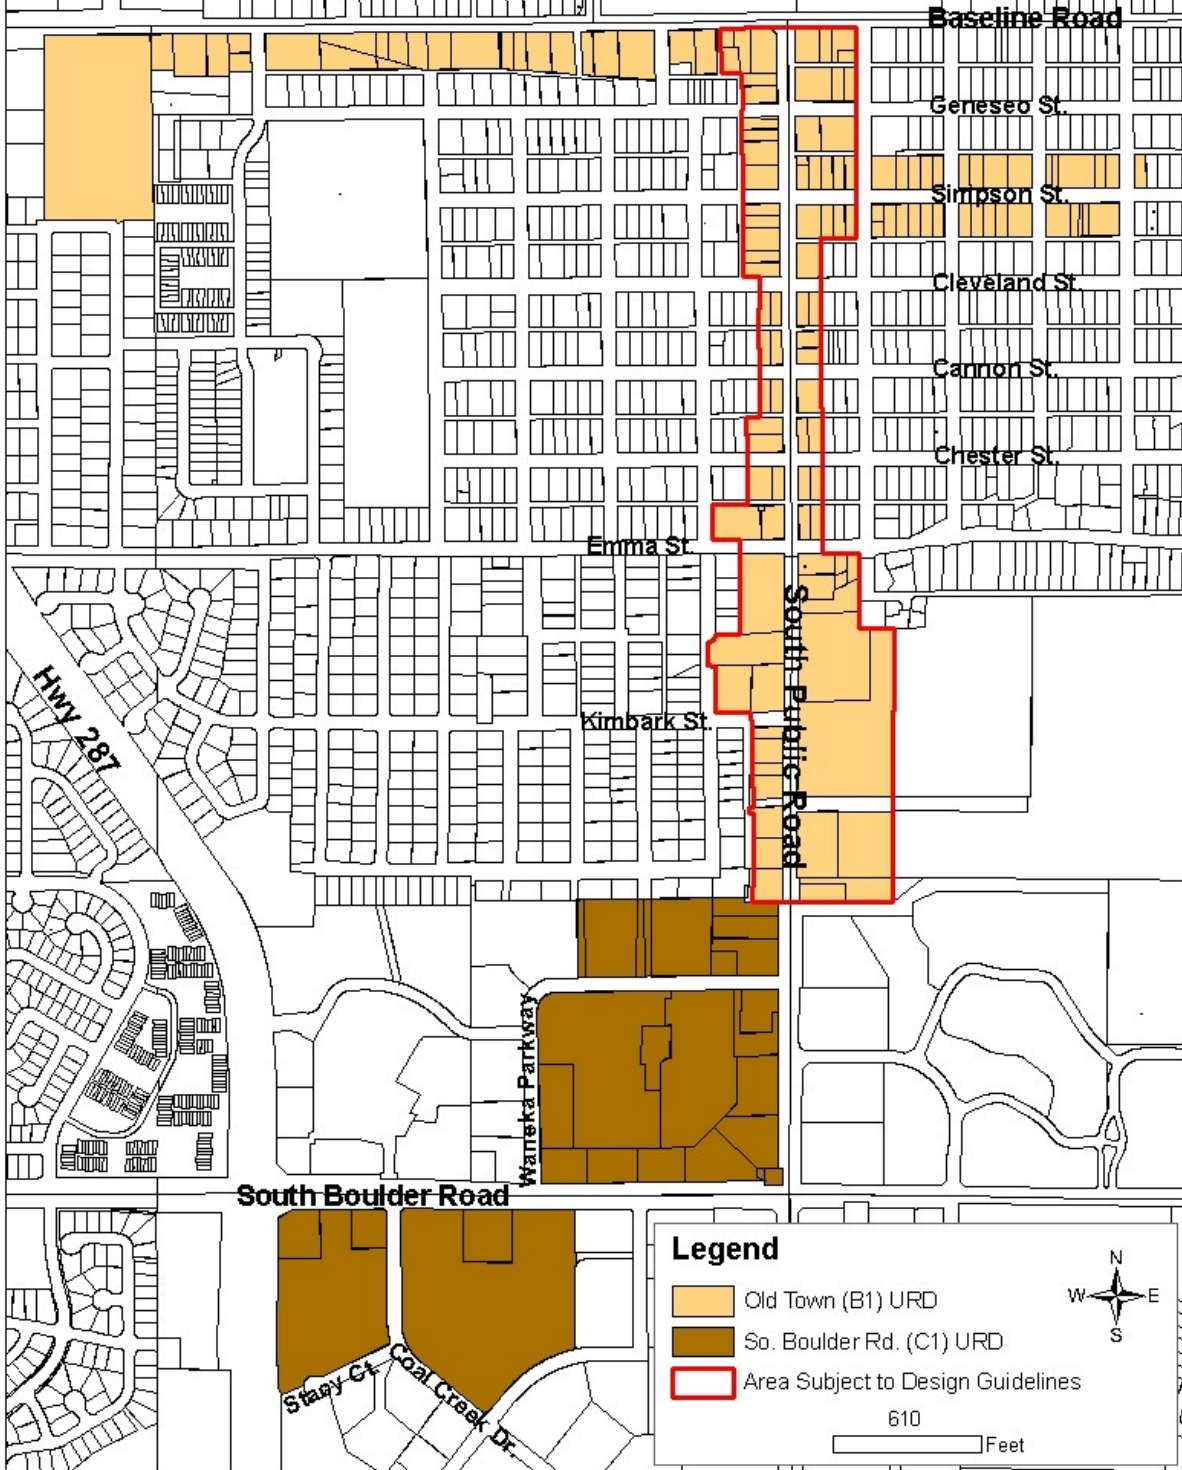 Baseline Road
Geneseo St.
Simpson St.
Cleveland St.
Cannon St.
Chester St.
Emma St.
South Public Road
Hwy 287
Kimbark St.
Waneka Parkway
South Boulder Road
Stacy Ct.
Coal Creek Dr.
Legend
N
W E
S
Old Town (B1) URD
So. Boulder Rd. (C1) URD
Area Subject to Design Guidelines
610
Feet